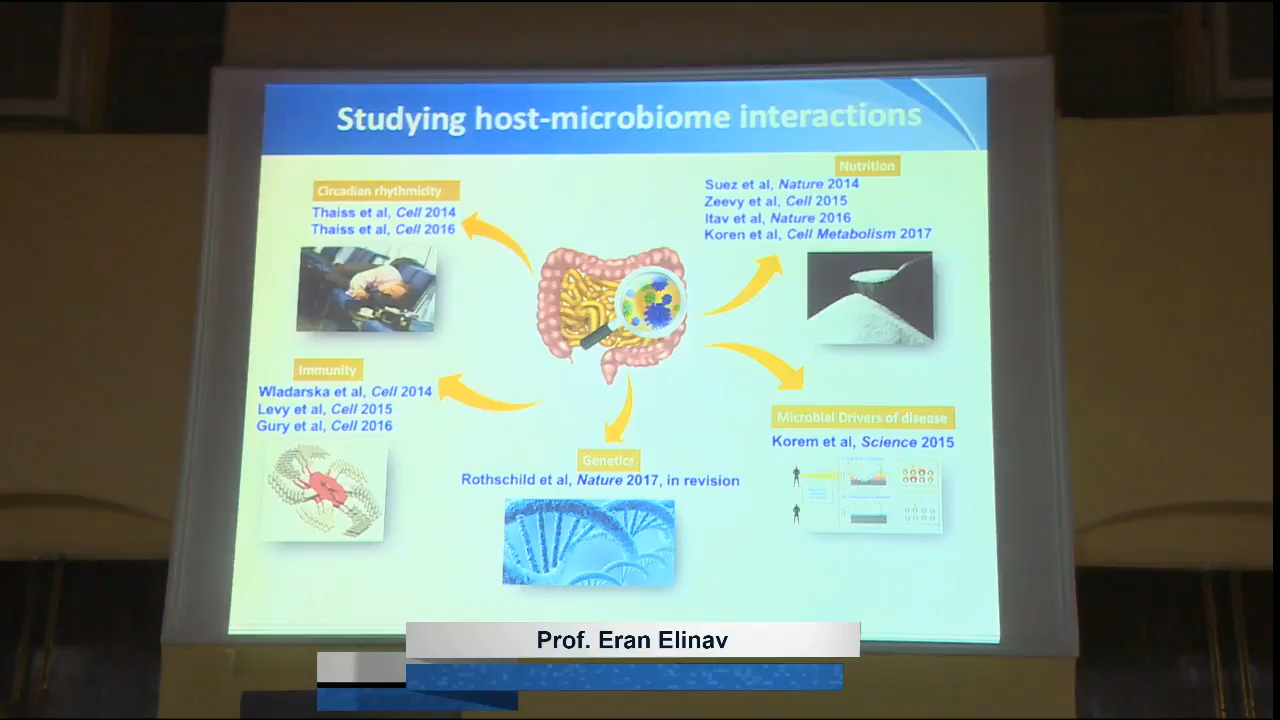 Studying host-microbiome interactions
Circadian rhythmicity
Thaiss et al, Cell 2014
Thaiss et al, Cell 2016
Nutrition
Suez et al, Nature 2014
Zeevy et al, Cell 2015
Itav et al, Nature 2016
Koren et al, Cell Metabolism 2017
Immunity
Wladarska et al, Cell 2014
Levy et al, Cell 2015
Gury et al, Cell 2016
Genetics
Rothschild et al, Nature 2017, in revision
Microbial Drivers of disease
Korem et al, Science 2015
Prof. Eran Elinav